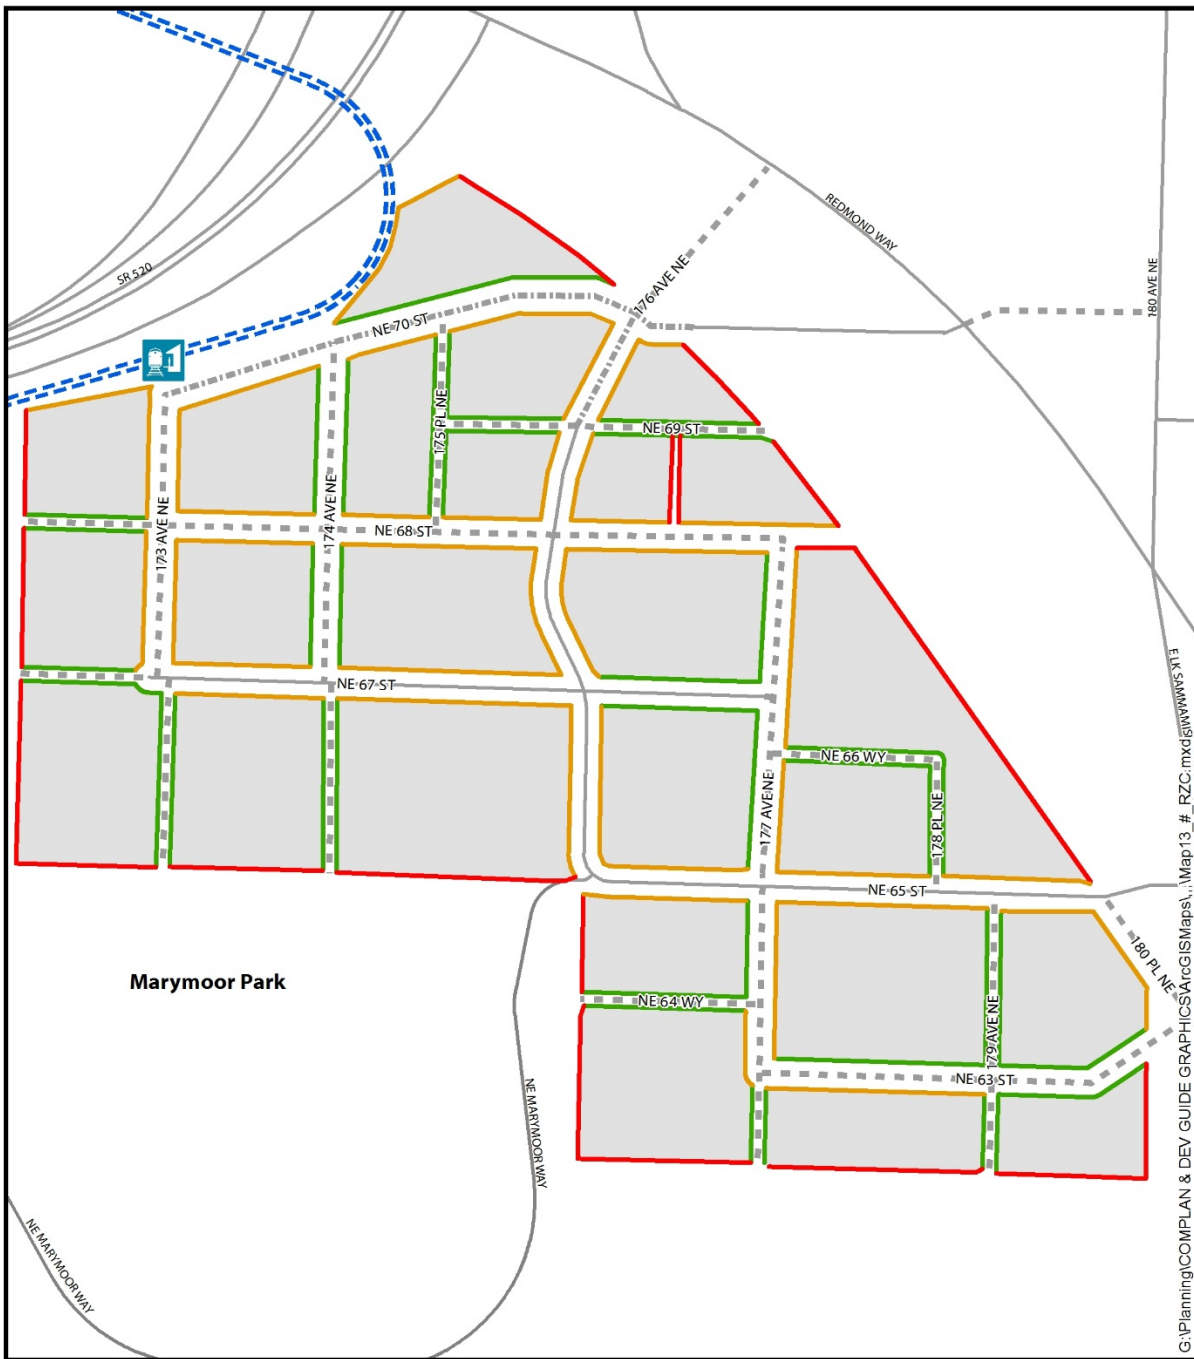 REDMOND WAY
SR 520
176 AVE NE
180 AVE NE
NE 70 ST
175 PL NE
NE 69 ST
174 AVE NE
173 AVE NE
NE 68 ST
NE 67 ST
NE 66 WY
177 AVE NE
178 PL NE
NE 65 ST
180 PL NE
Marymoor Park
NE 64 WY
179 AVE NE
NE 63 ST
NE MARYMOOR WAY
NE MARYMOOR WAY
G:\Planning\COMPLAN & DEV GUIDE GRAPHICS\ArcGISMaps\...\Map13_#_RZC.mxd